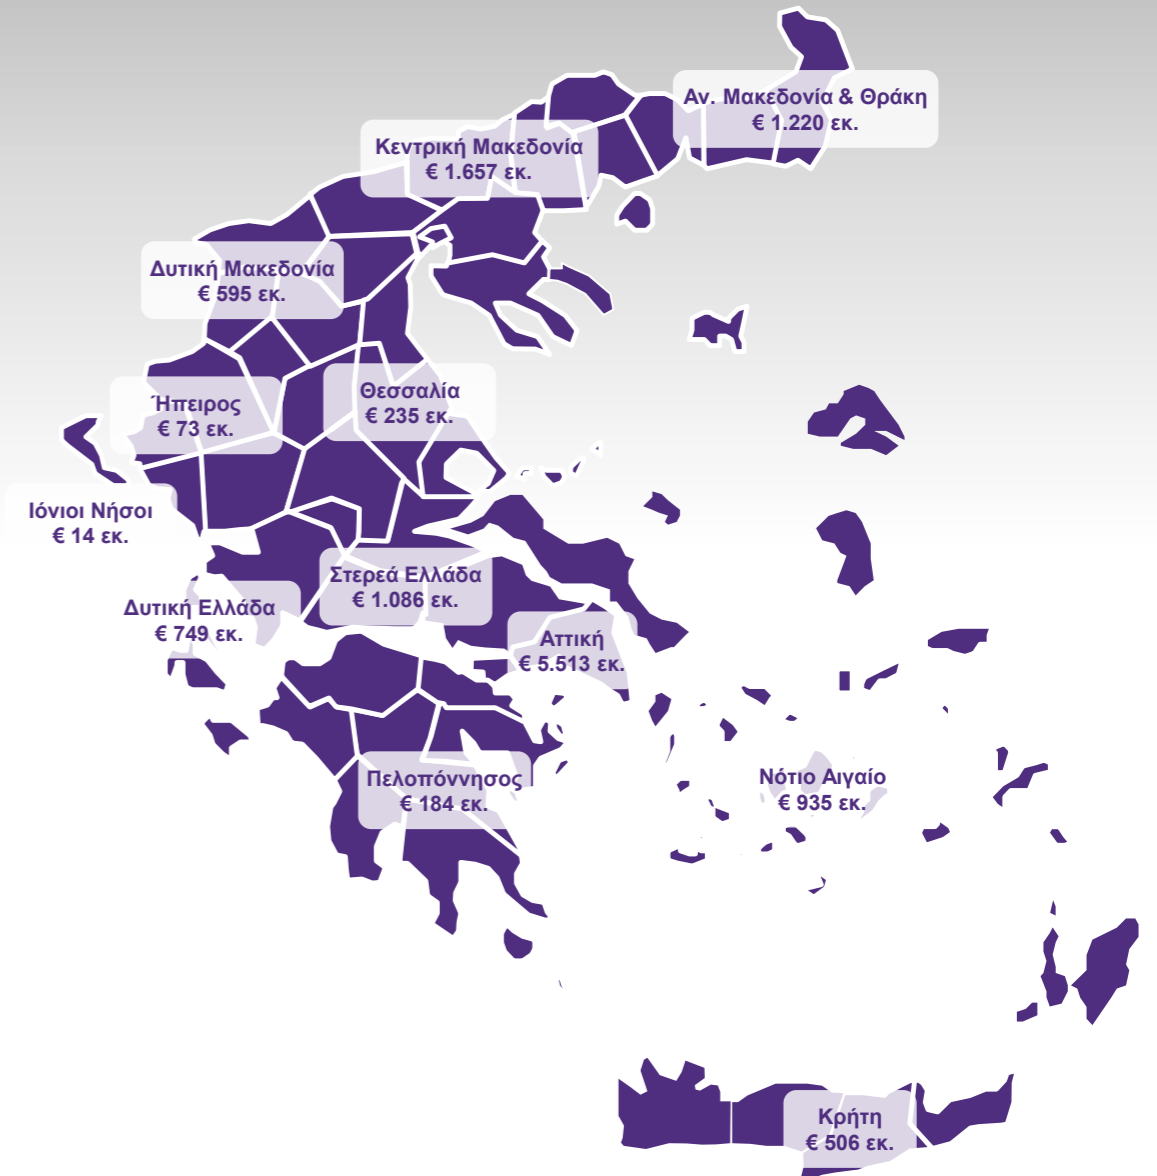 Αν. Μακεδονία & Θράκη
€ 1.220 εκ.
Κεντρική Μακεδονία
€ 1.657 εκ.
Δυτική Μακεδονία
€ 595 εκ.
Ήπειρος
€ 73 εκ.
Θεσσαλία
€ 235 εκ.
Ιόνιοι Νήσοι
€ 14 εκ.
Στερεά Ελλάδα
€ 1.086 εκ.
Δυτική Ελλάδα
€ 749 εκ.
Αττική
€ 5.513 εκ.
Πελοπόννησος
€ 184 εκ.
Νότιο Αιγαίο
€ 935 εκ.
Κρήτη
€ 506 εκ.